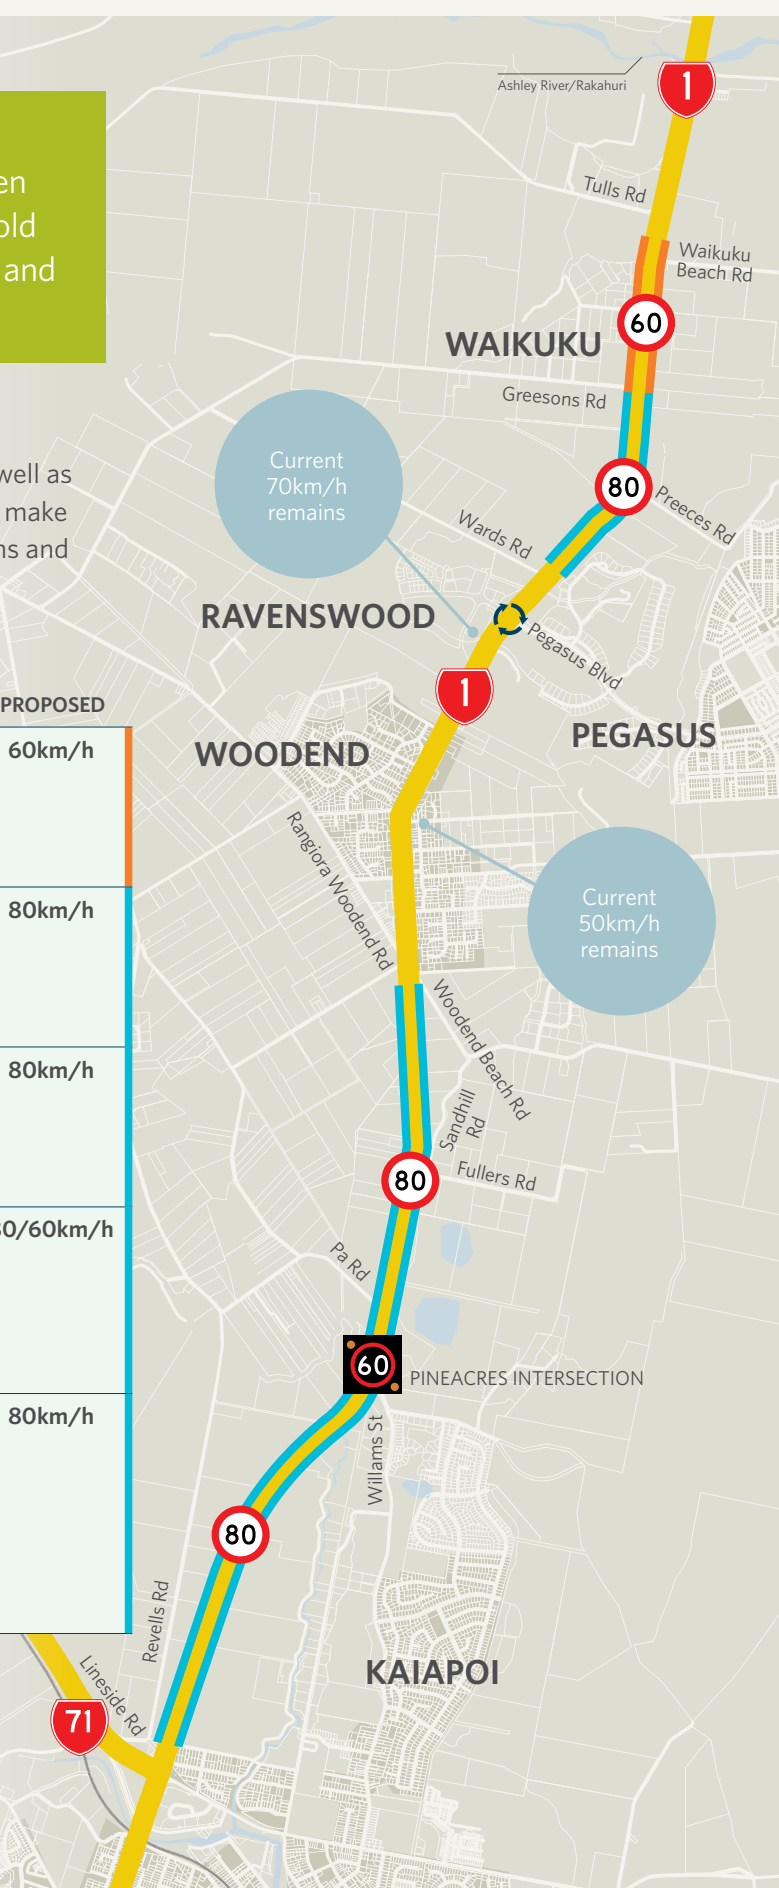 Ashley River/Rakahuri
1
en
old
and
Tulls Rd
Waikuku
Beach Rd
60
WAIKUKU
Greesons Rd
Current
70km/h
remains
well as
make
ns and
80
Preeces Rd
Wards Rd
RAVENSWOOD
Pegasus Blvd
1
PROPOSED
60km/h
80km/h
80km/h
80/60km/h
80km/h
WOODEND
PEGASUS
Rangiora Woodend Rd
Current
50km/h
remains
Woodend Beach Rd
Sandhill
Rd
80
Fullers Rd
Pa Rd
60
PINEACRES INTERSECTION
Willams St
80
Revells Rd
KAIAPOI
Lineside Rd
71